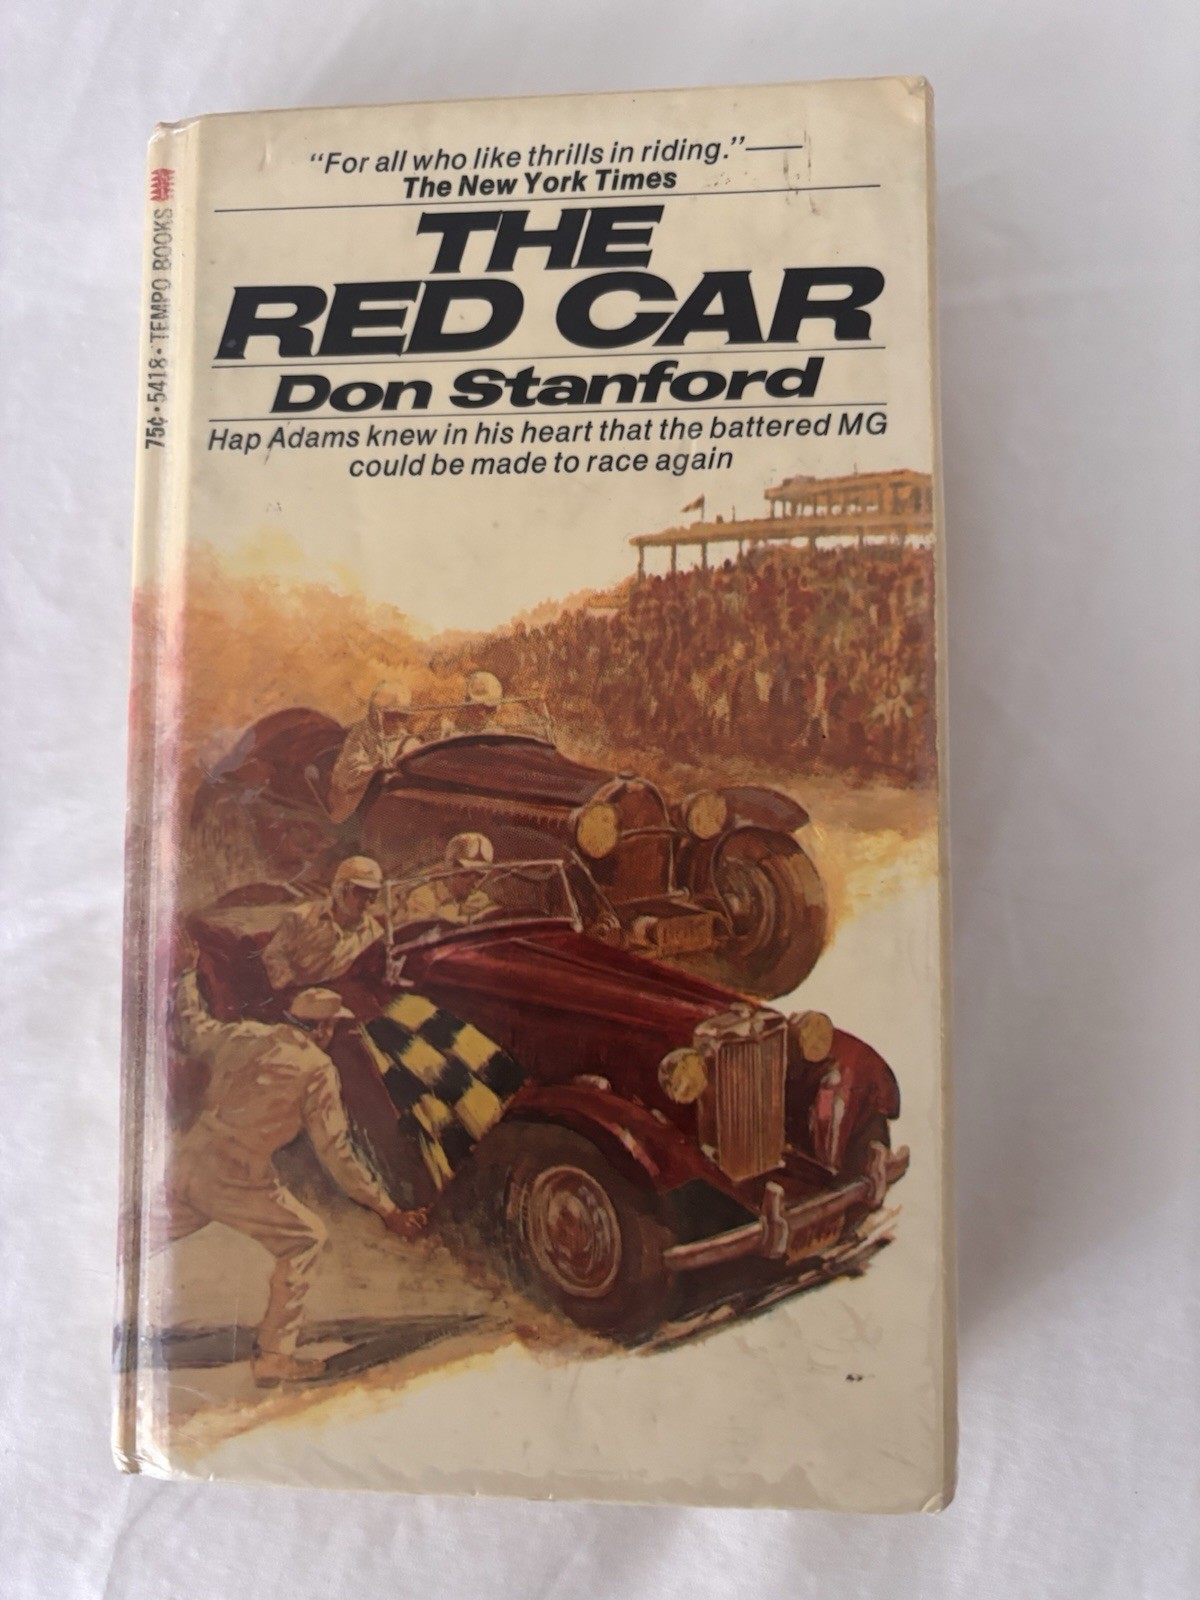 "For all who like thrills in riding."—
The New York Times
THE
RED CAR
Don Stanford
Hap Adams knew in his heart that the battered MG
could be made to race again
75¢ • 5418 • TEMPO BOOKS